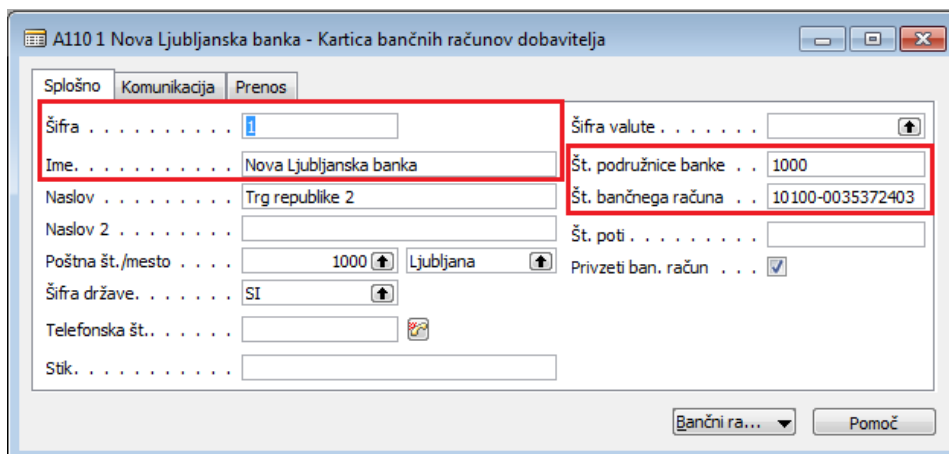 A110 1 Nova Ljubljanska banka - Kartica bančnih računov dobavitelja
Splošno Komunikacija Prenos
Šifra . . . . . . . . . . 1
Ime. . . . . . . . . . . Nova Ljubljanska banka
Naslov . . . . . . . . . Trg republike 2
Naslov 2 . . . . . . . .
Poštna št./mesto . . . . 1000 Ljubljana
Šifra države. . . . . . . SI
Telefonska št.. . . . . .
Stik. . . . . . . . . . .
Šifra valute . . . . . . .
Št. podružnice banke . . 1000
Št. bančnega računa . . 10100-0035372403
Št. poti . . . . . . . . .
Privzeti ban. račun . . .
Bančni ra... Pomoč